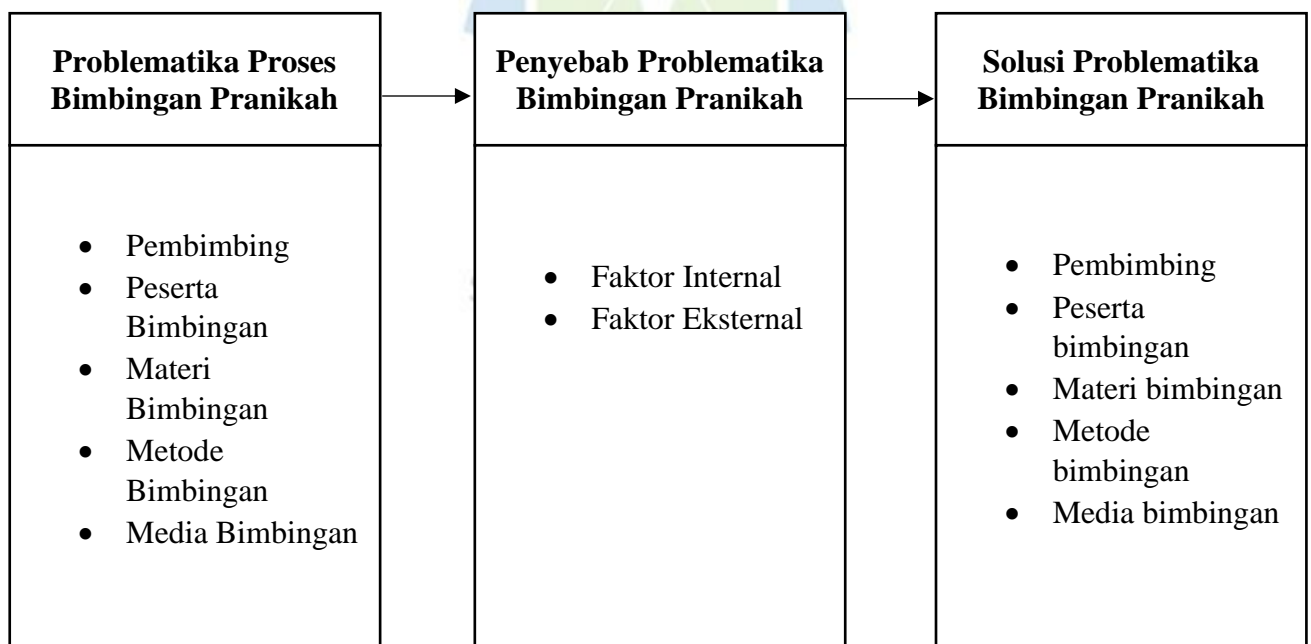 Problematika Proses
Bimbingan Pranikah
• Pembimbing
• Peserta
Bimbingan
• Materi
Bimbingan
• Metode
Bimbingan
• Media Bimbingan
Penyebab Problematika
Bimbingan Pranikah
• Faktor Internal
• Faktor Eksternal
Solusi Problematika
Bimbingan Pranikah
• Pembimbing
• Peserta
bimbingan
• Materi bimbingan
• Metode
bimbingan
• Media bimbingan